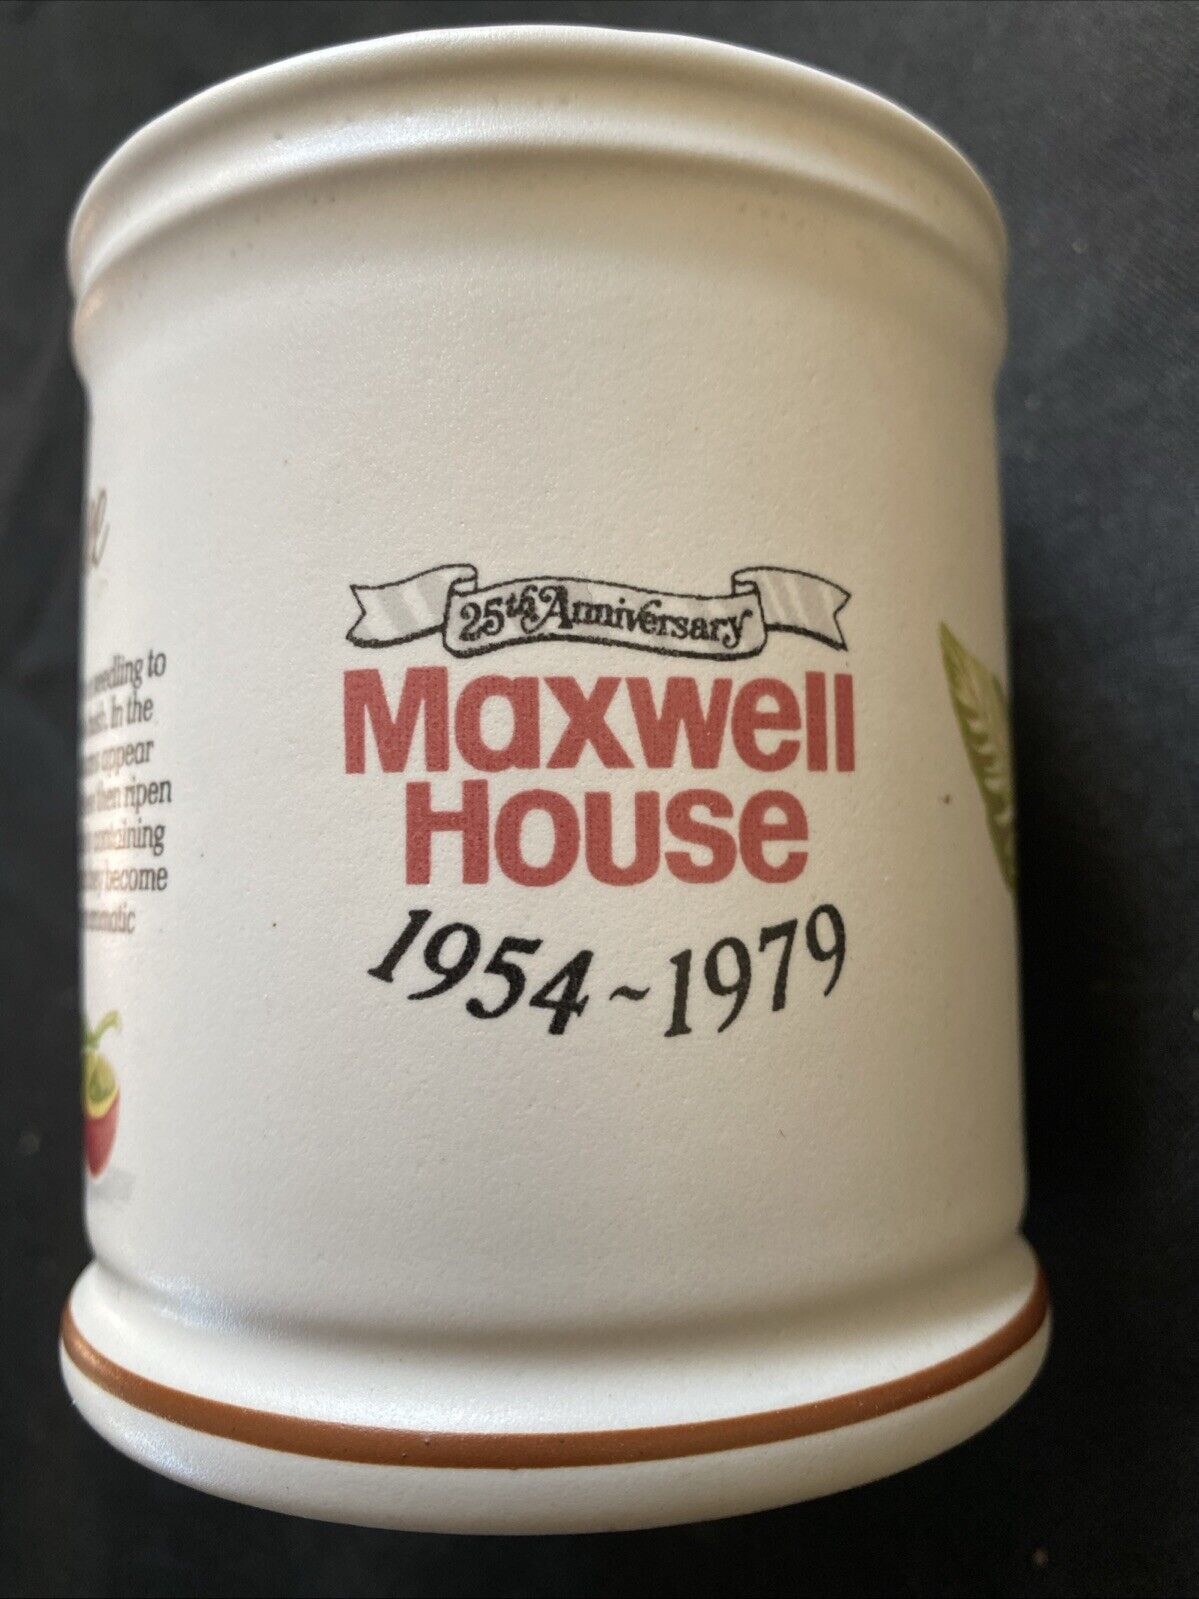 25th Anniversary
Maxwell
House
1954~1979
seedling to
In the
appear
then ripen
containing
become
aromatic